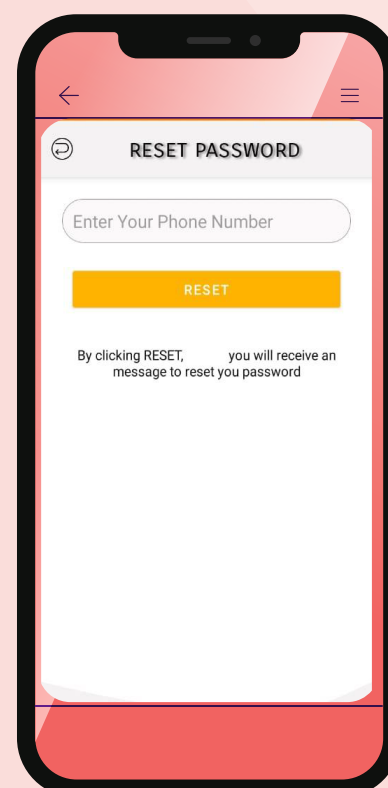 RESET PASSWORD
Enter Your Phone Number
RESET
By clicking RESET, you will receive an
message to reset you password